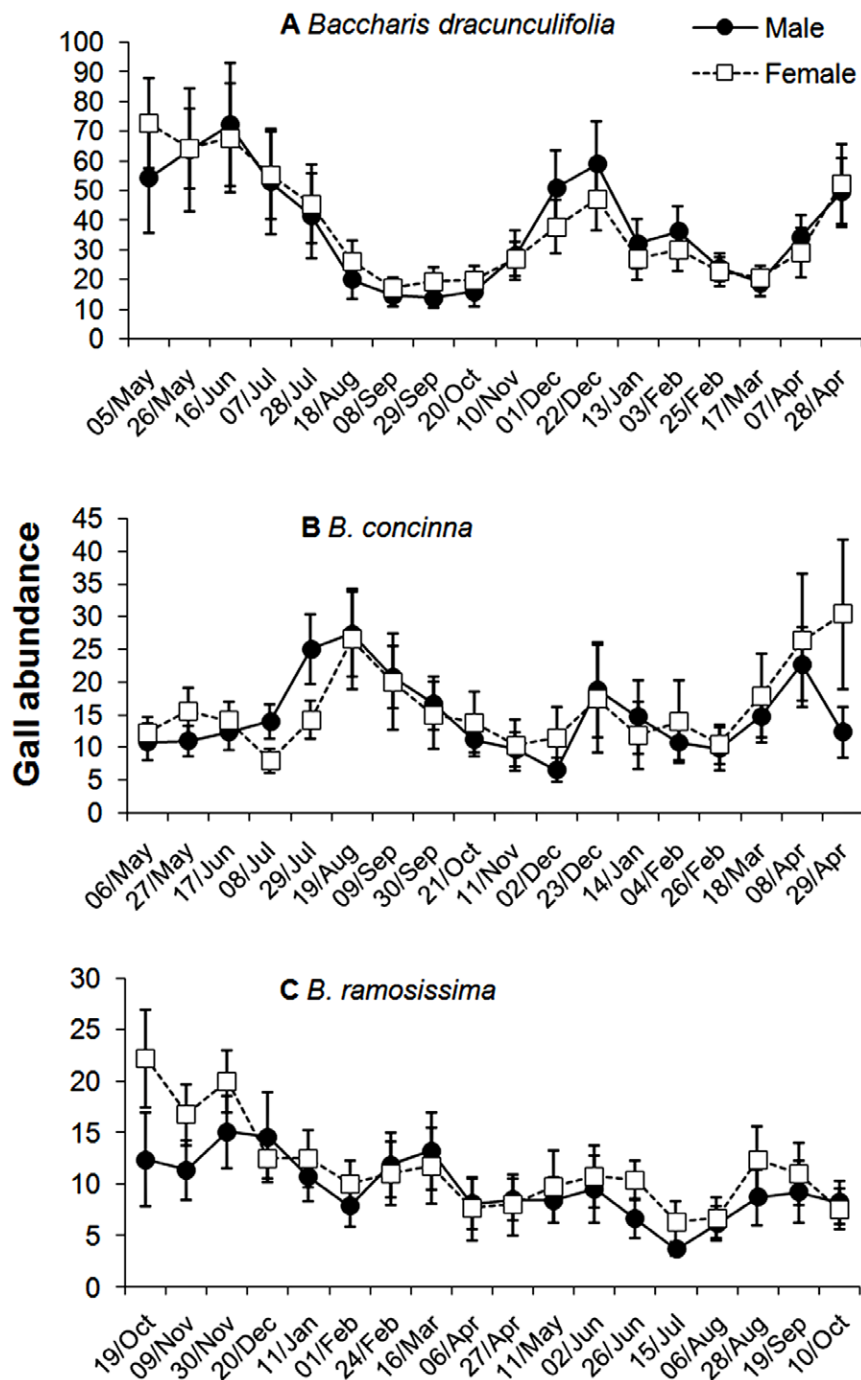 A Baccharis dracunculifolia
Male
Female
100
90
80
70
60
50
40
30
20
10
0
05/May
26/May
16/Jun
07/Jul
28/Jul
18/Aug
08/Sep
29/Sep
20/Oct
10/Nov
01/Dec
22/Dec
13/Jan
03/Feb
25/Feb
17/Mar
07/Apr
28/Apr
Gall abundance
B B. concinna
45
40
35
30
25
20
15
10
5
0
06/May
27/May
17/Jun
08/Jul
29/Jul
19/Aug
09/Sep
30/Sep
21/Oct
11/Nov
02/Dec
23/Dec
14/Jan
04/Feb
26/Feb
18/Mar
08/Apr
29/Apr
C B. ramosissima
30
25
20
15
10
5
0
19/Oct
09/Nov
30/Nov
20/Dec
11/Jan
01/Feb
24/Feb
16/Mar
06/Apr
27/Apr
11/May
02/Jun
26/Jun
15/Jul
06/Aug
28/Aug
19/Sep
10/Oct